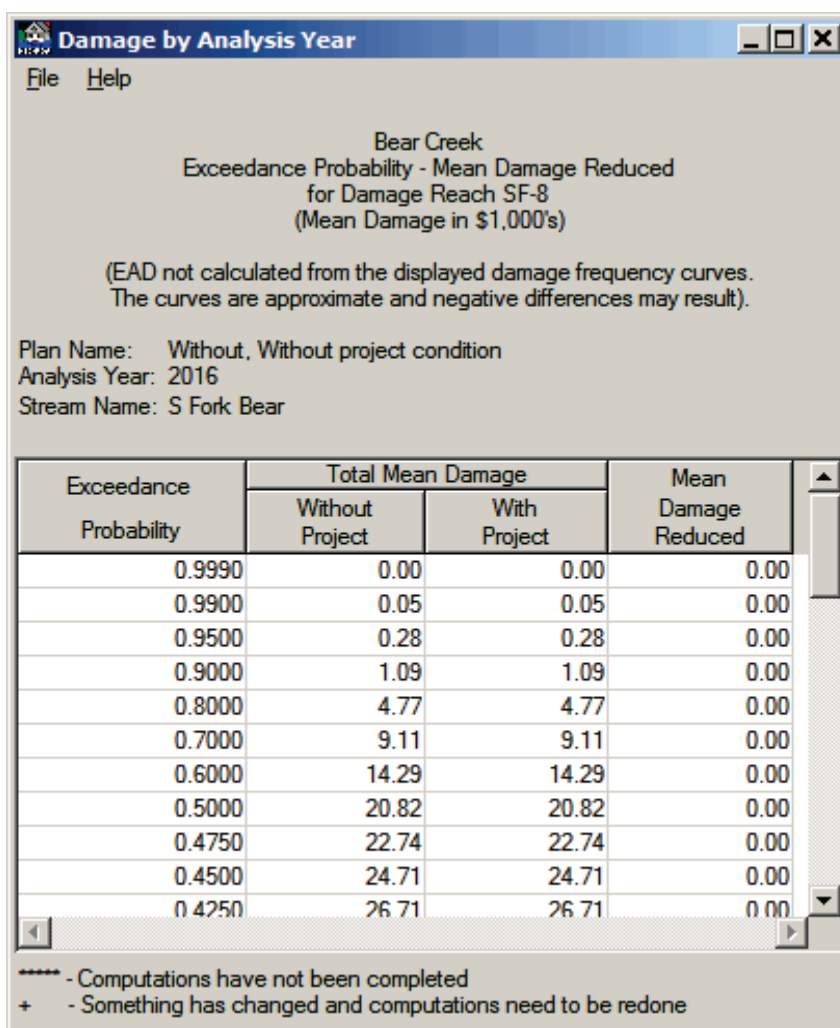 Damage by Analysis Year
File Help
Bear Creek
Exceedance Probability - Mean Damage Reduced
for Damage Reach SF-8
(Mean Damage in $1,000's)
(EAD not calculated from the displayed damage frequency curves.
The curves are approximate and negative differences may result).
Plan Name: Without, Without project condition
Analysis Year: 2016
Stream Name: S Fork Bear
Exceedance Probability
Total Mean Damage
Without Project
With Project
Mean Damage Reduced
0.9990 0.00 0.00 0.00
0.9900 0.05 0.05 0.00
0.9500 0.28 0.28 0.00
0.9000 1.09 1.09 0.00
0.8000 4.77 4.77 0.00
0.7000 9.11 9.11 0.00
0.6000 14.29 14.29 0.00
0.5000 20.82 20.82 0.00
0.4750 22.74 22.74 0.00
0.4500 24.71 24.71 0.00
0.4250 26.71 26.71 0.00
***** - Computations have not been completed
+ - Something has changed and computations need to be redone